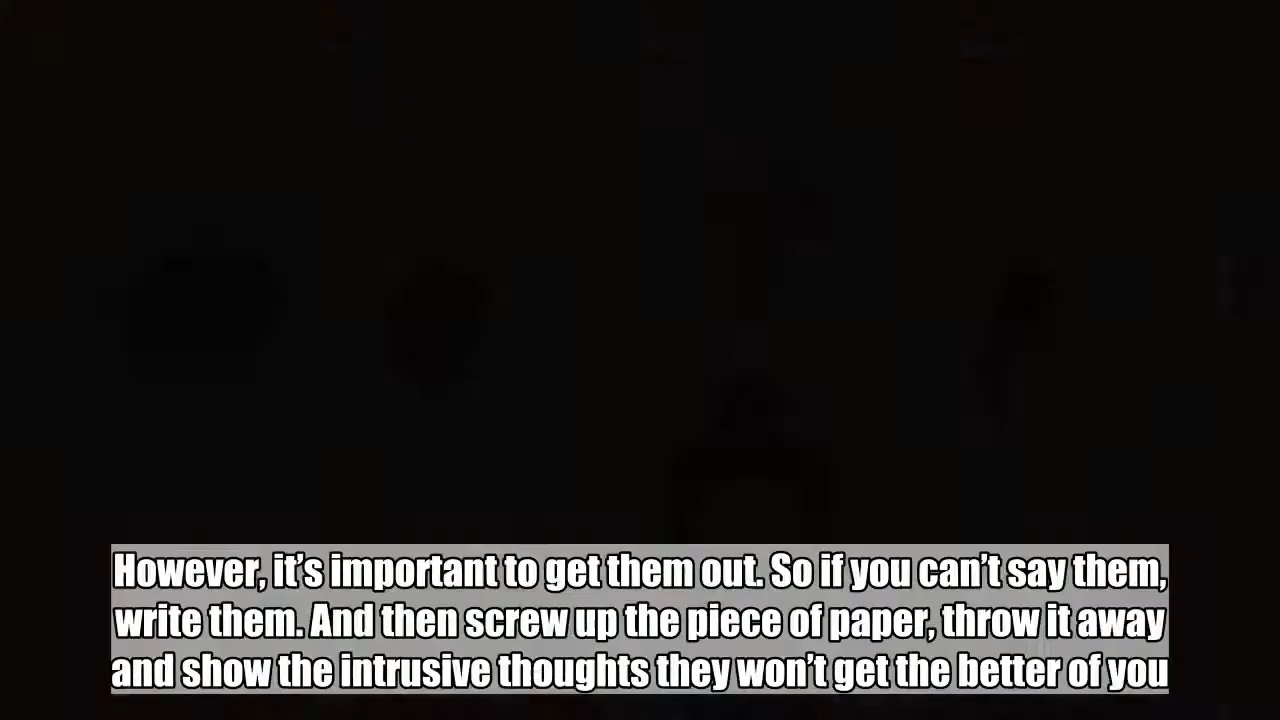 However, it's important to get them out. So if you can't say them,
write them. And then screw up the piece of paper, throw it away
and show the intrusive thoughts they won't get the better of you